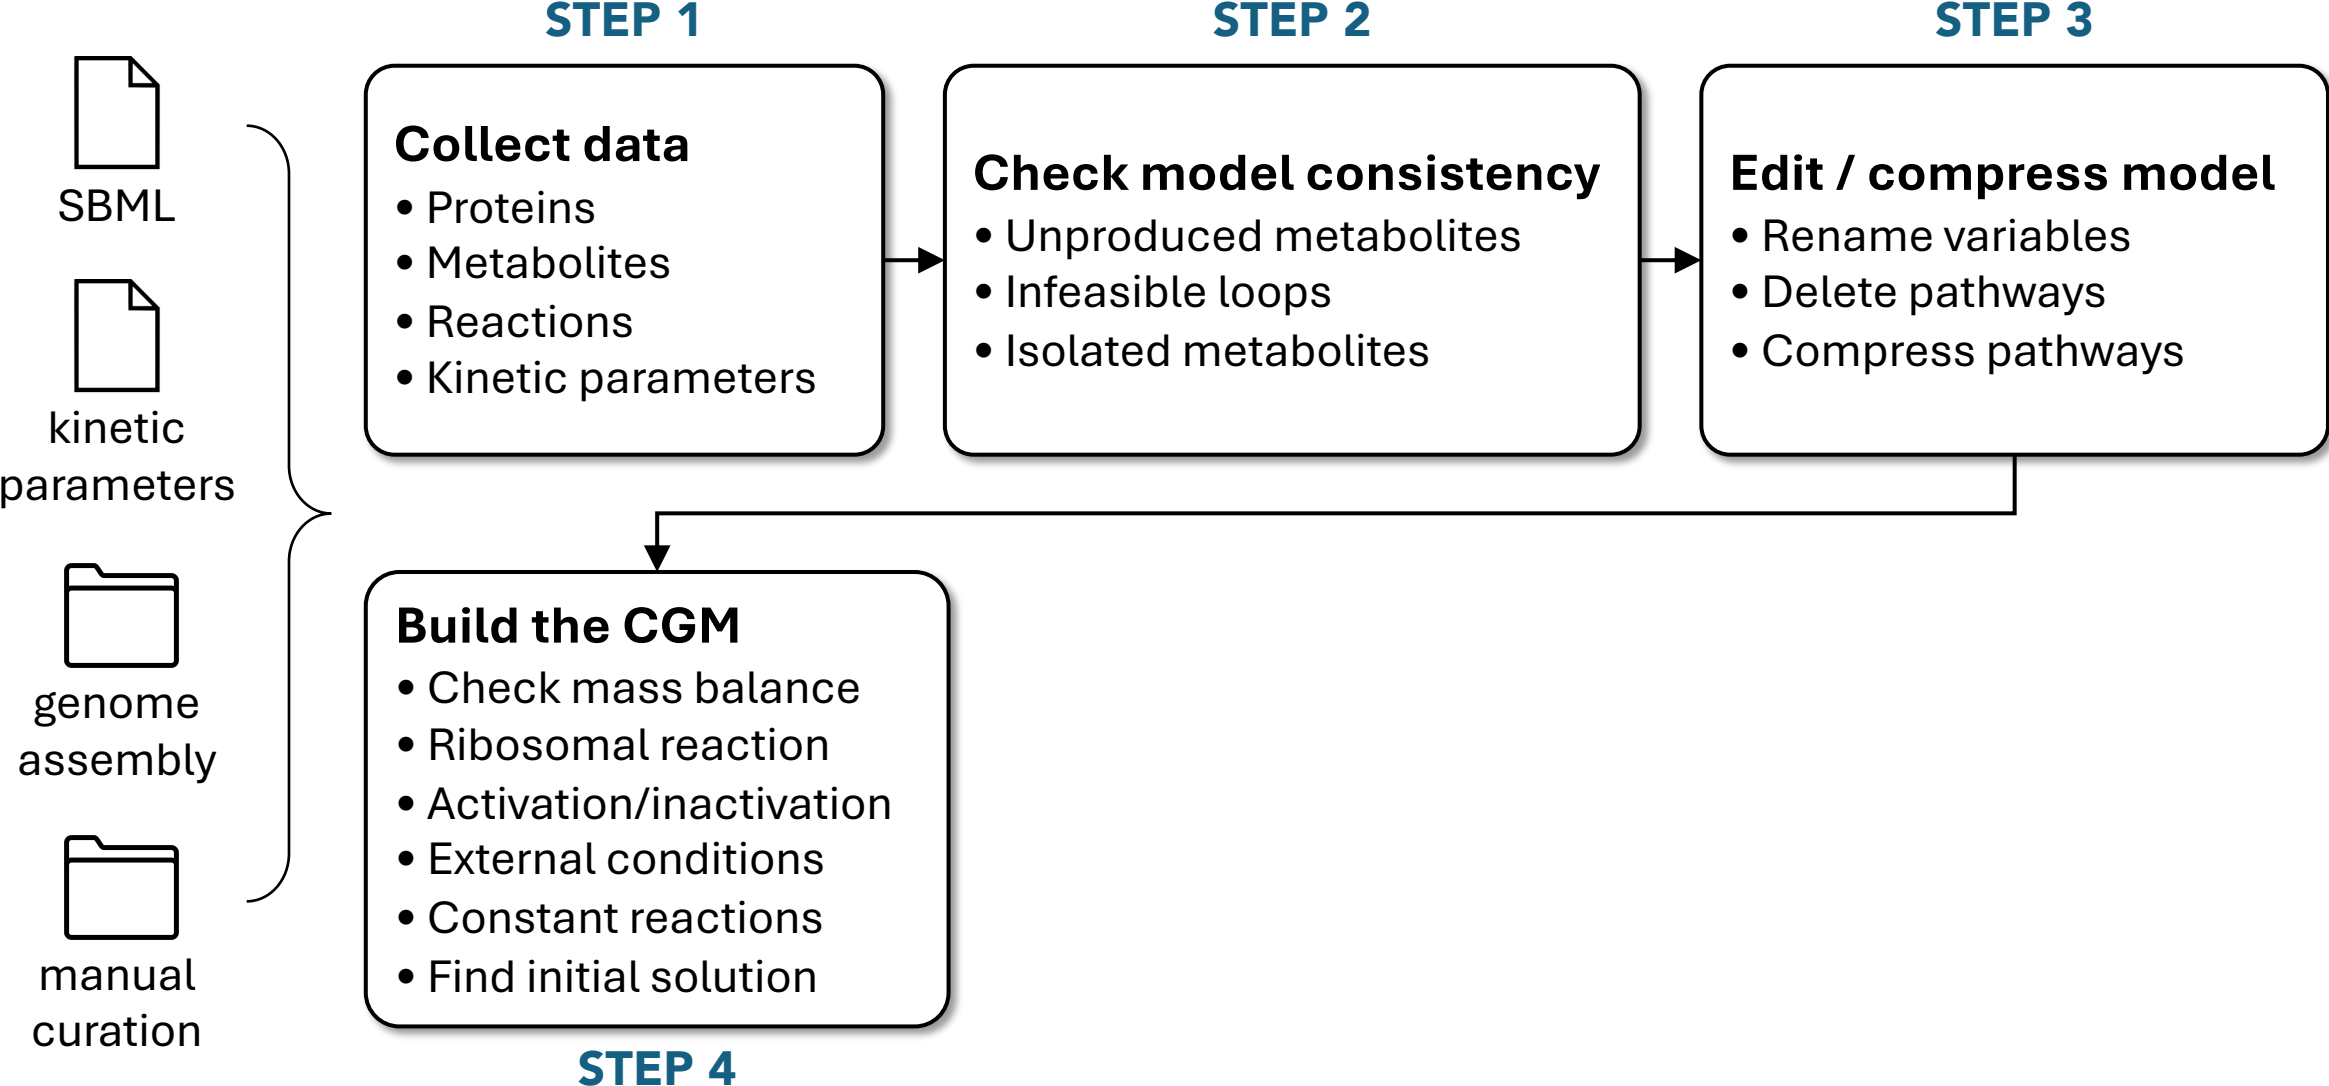 SBML
kinetic
parameters
genome
assembly
manual
curation
STEP 1
Collect data
• Proteins
• Metabolites
• Reactions
• Kinetic parameters
STEP 2
Check model consistency
• Unproduced metabolites
• Infeasible loops
• Isolated metabolites
STEP 3
Edit / compress model
• Rename variables
• Delete pathways
• Compress pathways
Build the CGM
• Check mass balance
• Ribosomal reaction
• Activation/inactivation
• External conditions
• Constant reactions
• Find initial solution
STEP 4